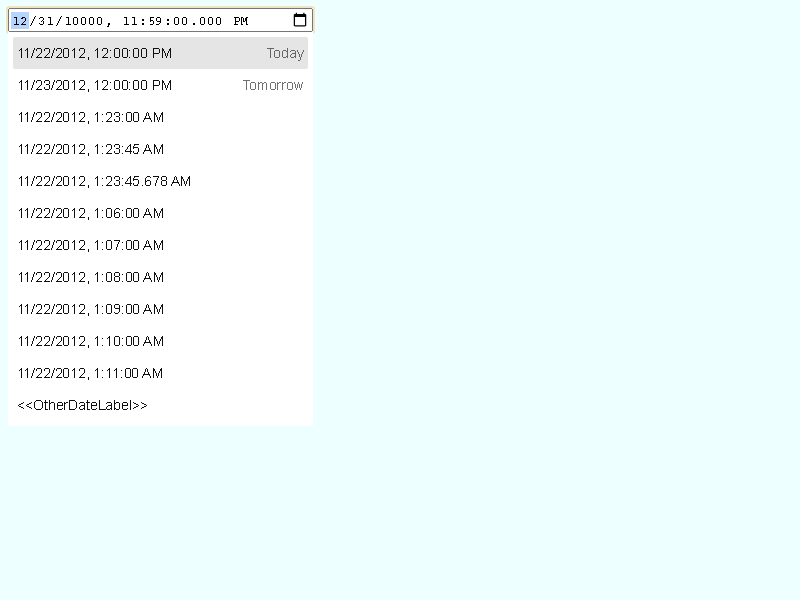 12/31/10000, 11:59:00.000 PM
11/22/2012, 12:00:00 PM Today
11/23/2012, 12:00:00 PM Tomorrow
11/22/2012, 1:23:00 AM
11/22/2012, 1:23:45 AM
11/22/2012, 1:23:45.678 AM
11/22/2012, 1:06:00 AM
11/22/2012, 1:07:00 AM
11/22/2012, 1:08:00 AM
11/22/2012, 1:09:00 AM
11/22/2012, 1:10:00 AM
11/22/2012, 1:11:00 AM
<<OtherDateLabel>>